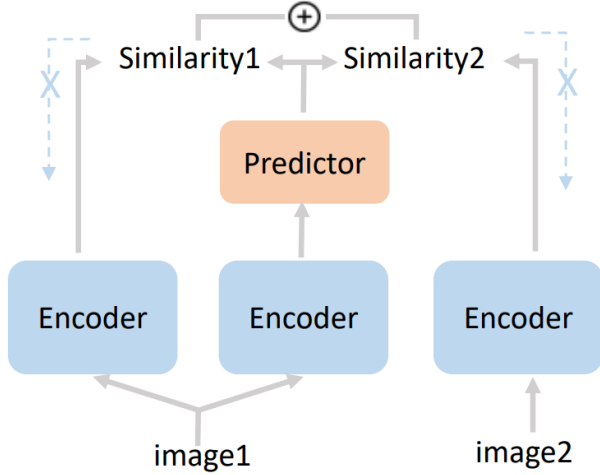 Similarity1 Similarity2
Predictor
Encoder Encoder Encoder
image1 image2